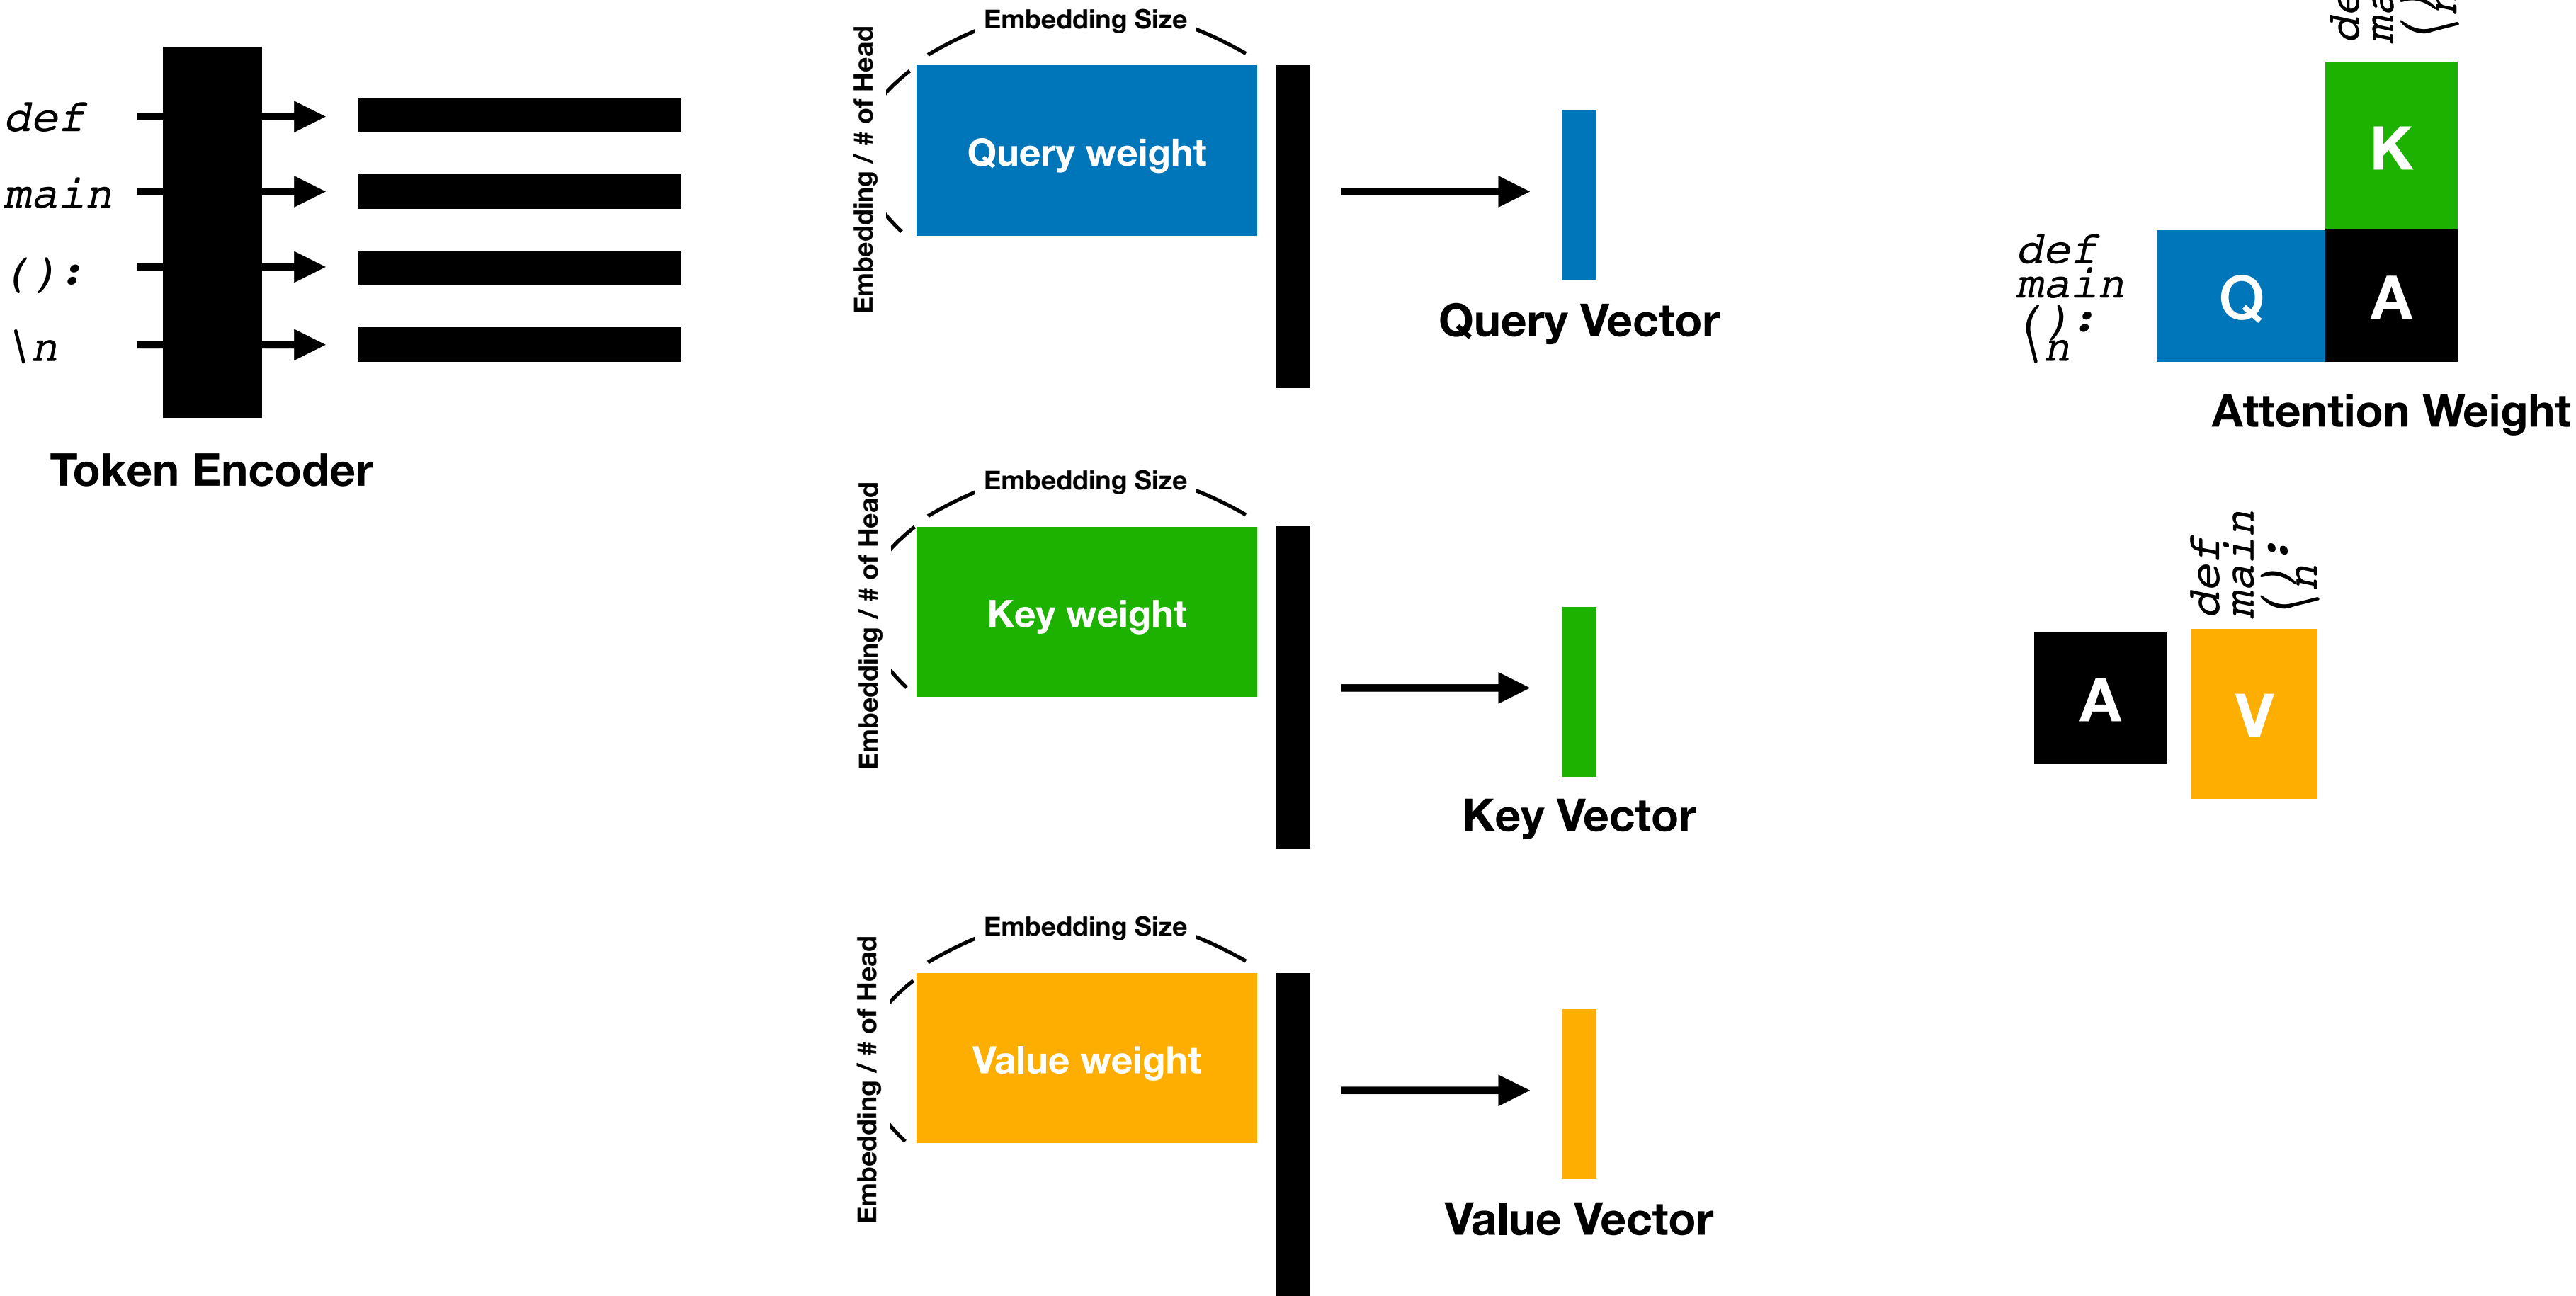 def
main
():
\n
Token Encoder
Embedding Size
Embedding / # of Head
Query weight
Query Vector
Embedding Size
Embedding / # of Head
Key weight
Key Vector
Embedding Size
Embedding / # of Head
Value weight
Value Vector
K
def
main
():
\n
Q
A
Attention Weight
def
main
():
\n
A
V